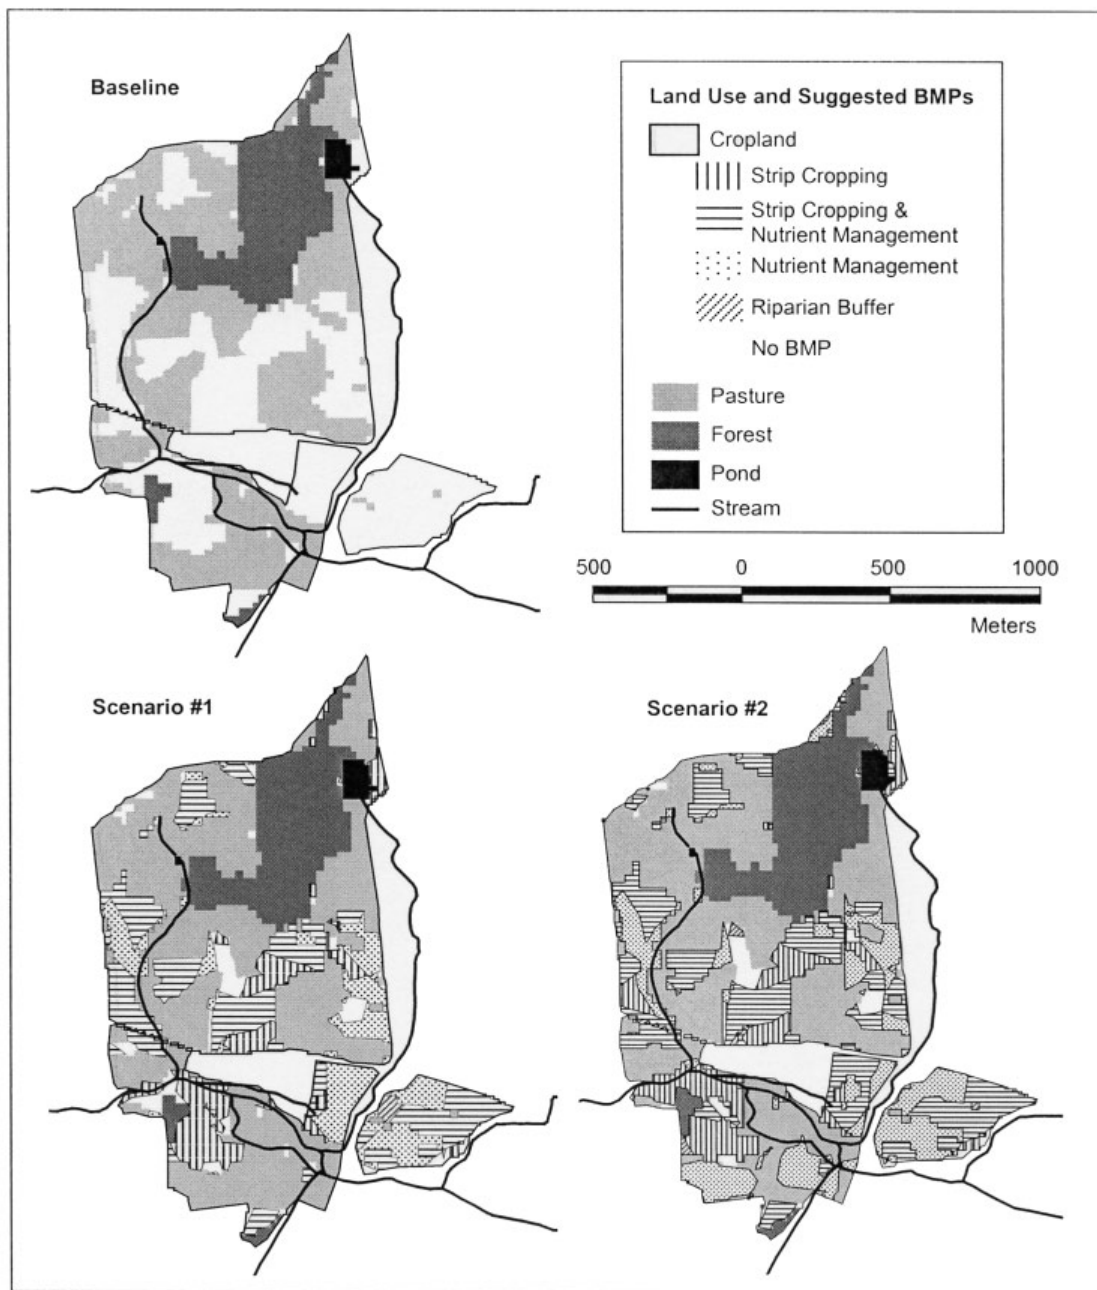 Baseline
Land Use and Suggested BMPs
Cropland
Strip Cropping
Strip Cropping &
Nutrient Management
Nutrient Management
Riparian Buffer
No BMP
Pasture
Forest
Pond
Stream
500 0 500 1000
Meters
Scenario #1
Scenario #2